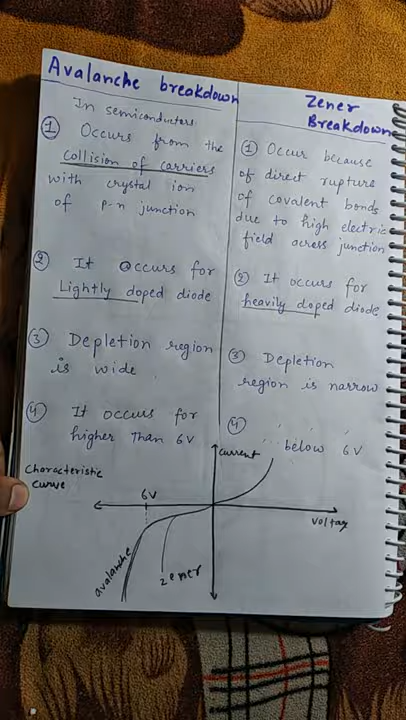 Avalanche breakdown
In semiconductors
① Occurs from the
collision of carriers
with crystal ion
of p-n junction
② It occurs for
Lightly doped diode
③ Depletion region
is wide
④ It occurs for
higher than 6V
Zener
Breakdown
① Occur because
of direct rupture
of covalent bonds
due to high electric
field across junction
② It occurs for
heavily doped diode
③ Depletion
region is narrow
④ " " below 6V
Characteristic
curve
current
6V
voltag
avalanche
zener